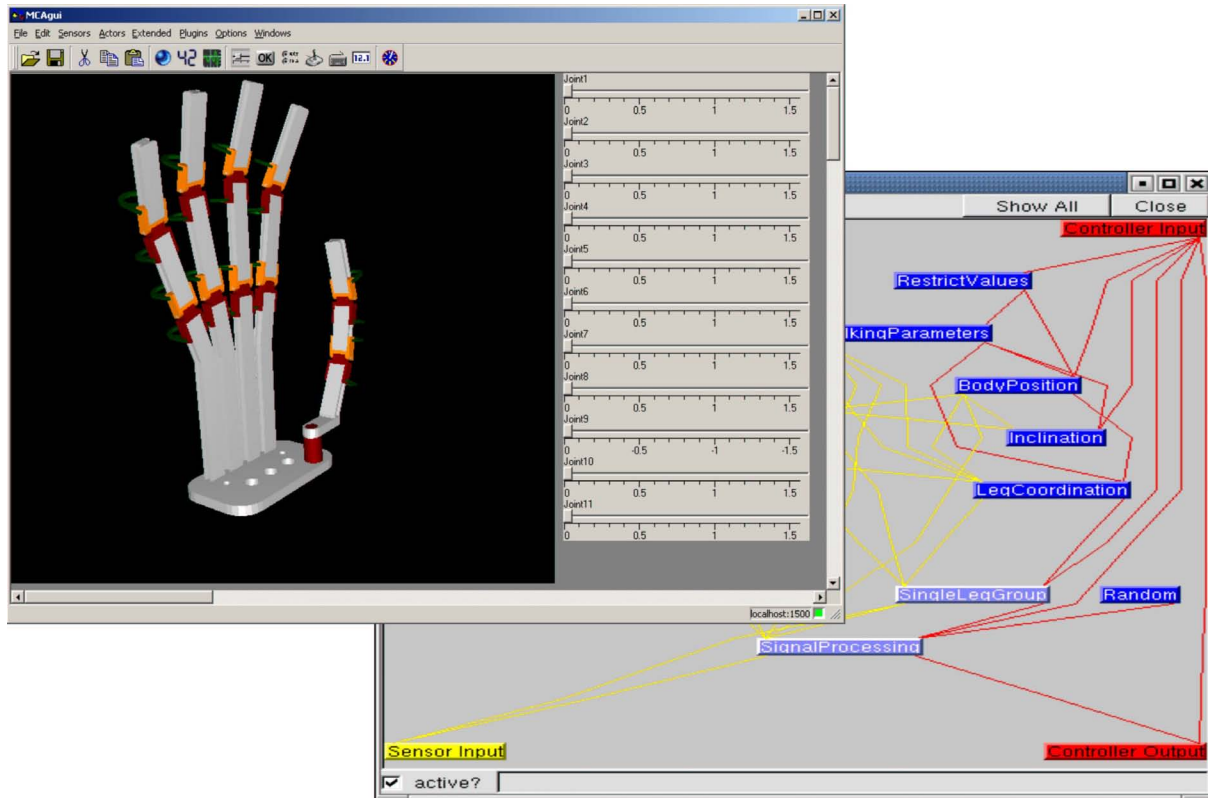 MCAgui
File Edit Sensors Actors Extended Plugins Options Windows
42 OK 12.1
Joint1
0 0.5 1 1.5
Joint2
0 0.5 1 1.5
Joint3
0 0.5 1 1.5
Joint4
0 0.5 1 1.5
Joint5
0 0.5 1 1.5
Joint6
0 0.5 1 1.5
Joint7
0 0.5 1 1.5
Joint8
0 0.5 1 1.5
Joint9
0 -0.5 -1 -1.5
Joint10
0 0.5 1 1.5
Joint11
0 0.5 1 1.5
localhost:1500
Show All Close
Controller Input
RestrictValues
lkingParameters
BodyPosition
Inclination
LegCoordination
SingleLegGroup
Random
SignalProcessing
Sensor Input
Controller Output
active?